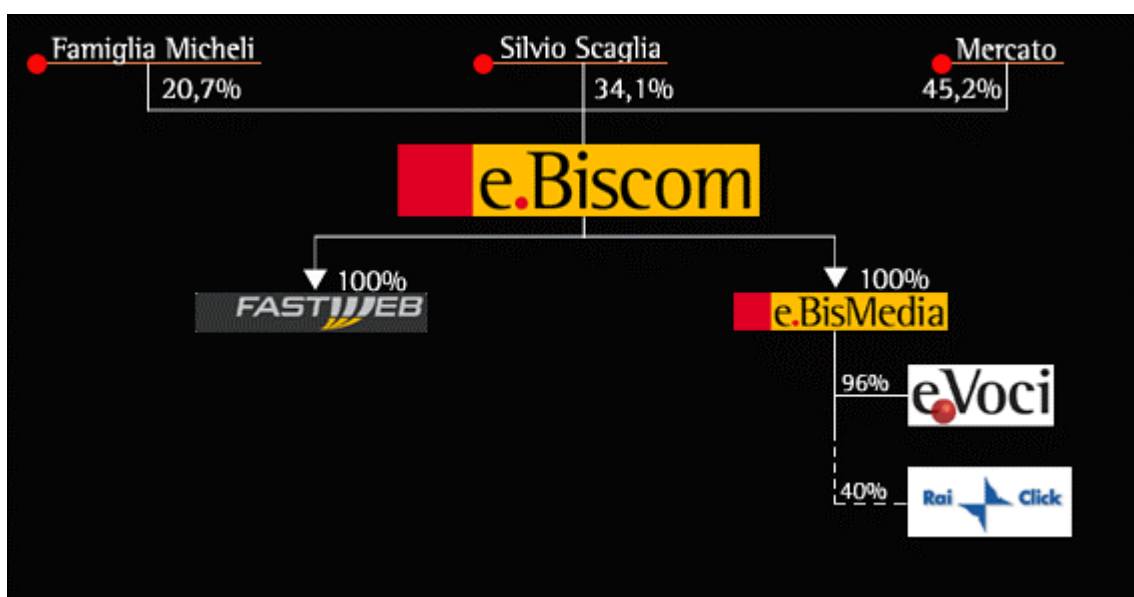 Famiglia Micheli
Silvio Scaglia
Mercato
20,7%
34,1%
45,2%
e.Biscom
100%
100%
FASTWEB
e.BisMedia
96%
e.Voci
40%
Rai Click